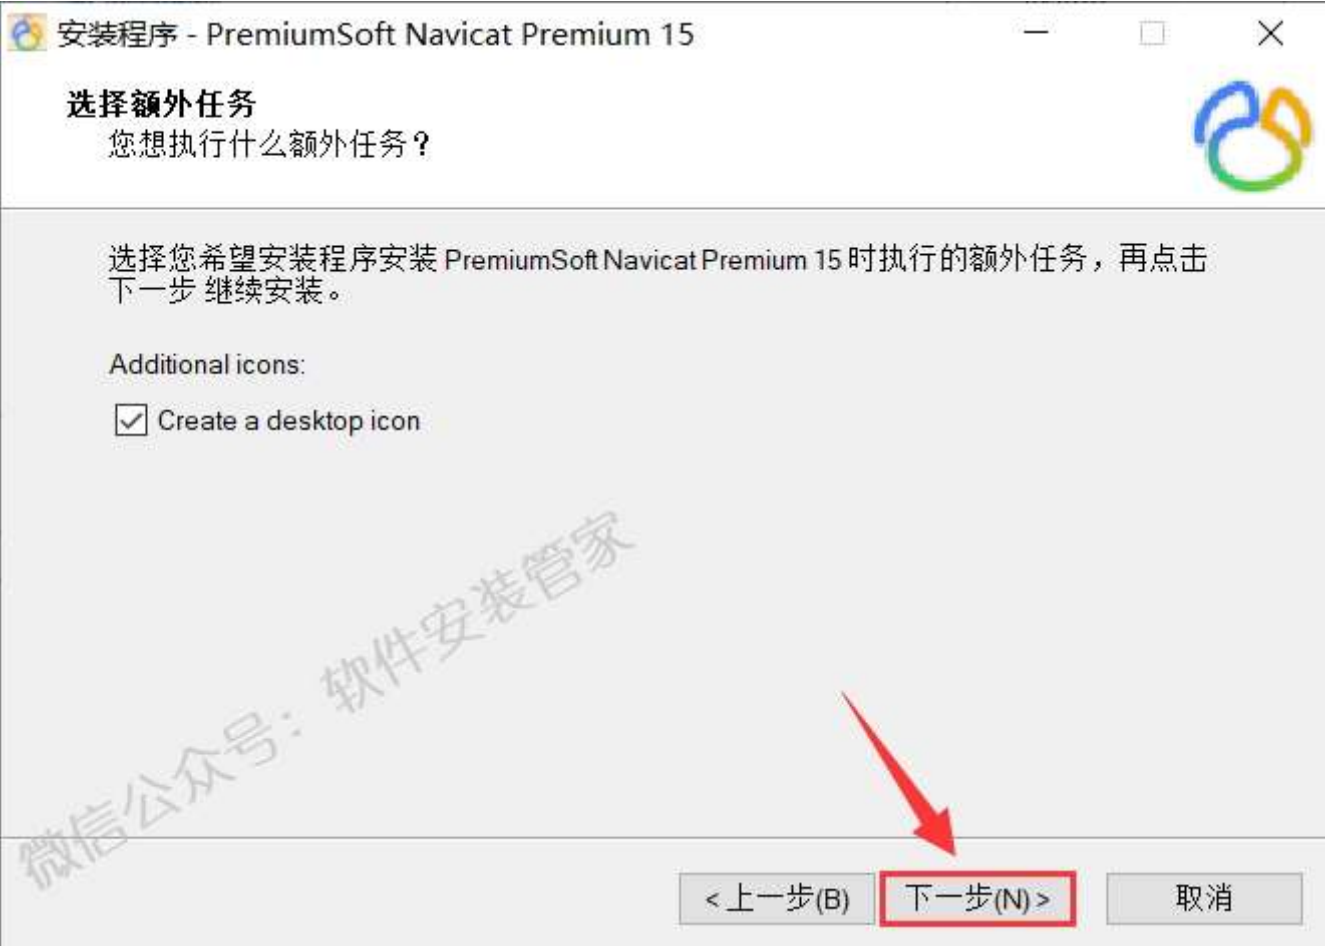 安装程序 - PremiumSoft Navicat Premium 15
选择额外任务
您想执行什么额外任务？
选择您希望安装程序安装 PremiumSoft Navicat Premium 15 时执行的额外任务，再点击
下一步 继续安装。
Additional icons:
Create a desktop icon
微信公众号：软件安装管家
< 上一步(B)
下一步(N) >
取消